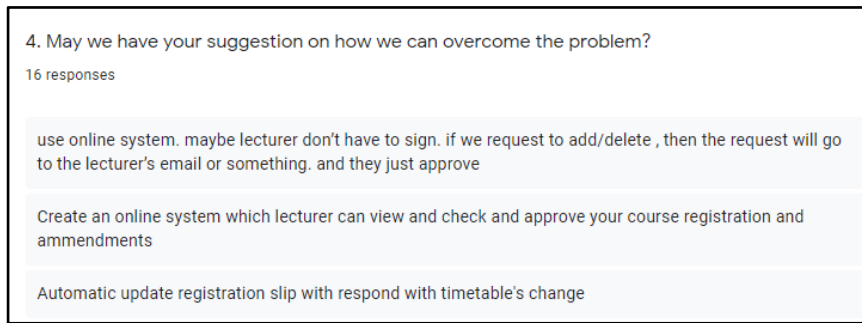 4. May we have your suggestion on how we can overcome the problem?
16 responses
use online system. maybe lecturer don't have to sign. if we request to add/delete , then the request will go
to the lecturer's email or something. and they just approve
Create an online system which lecturer can view and check and approve your course registration and
ammendments
Automatic update registration slip with respond with timetable's change